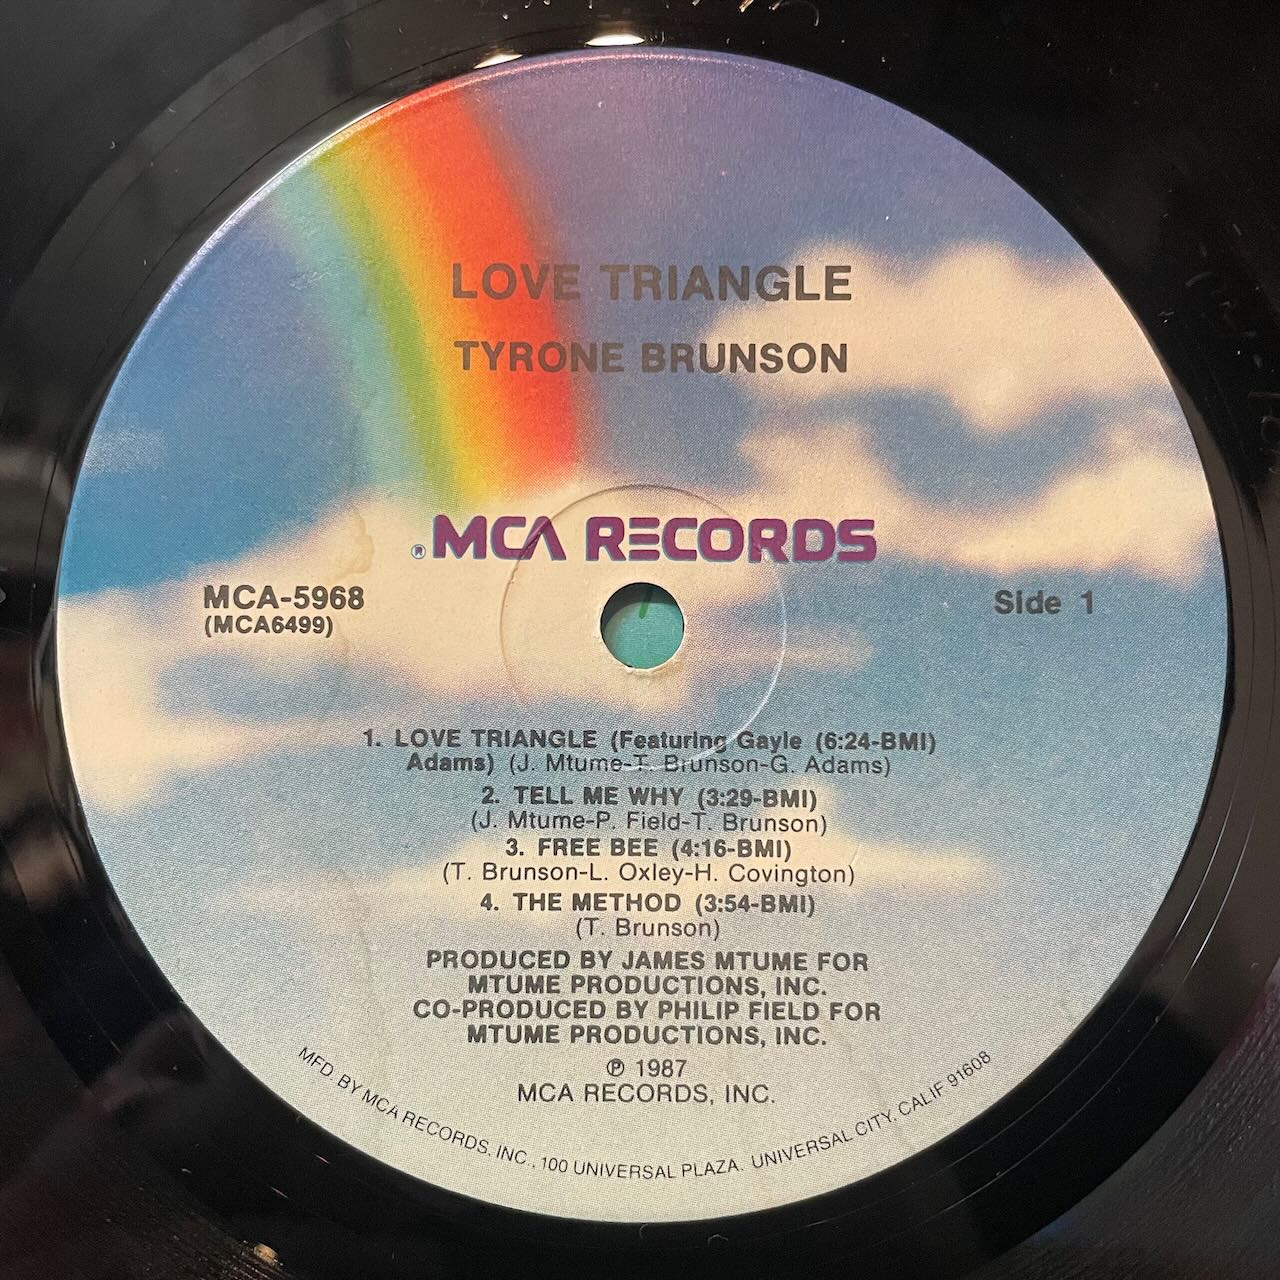 LOVE TRIANGLE
TYRONE BRUNSON
® MCA RECORDS
MCA-5968
(MCA6499)
Side 1
1. LOVE TRIANGLE (Featuring Gayle (6:24-BMI)
Adams) (J. Mtume-T. Brunson-G. Adams)
2. TELL ME WHY (3:29-BMI)
(J. Mtume-P. Field-T. Brunson)
3. FREE BEE (4:16-BMI)
(T. Brunson-L. Oxley-H. Covington)
4. THE METHOD (3:54-BMI)
(T. Brunson)
PRODUCED BY JAMES MTUME FOR
MTUME PRODUCTIONS, INC.
CO-PRODUCED BY PHILIP FIELD FOR
MTUME PRODUCTIONS, INC.
℗ 1987
MCA RECORDS, INC.
MFD. BY MCA RECORDS, INC., 100 UNIVERSAL PLAZA. UNIVERSAL CITY, CALIF 91608